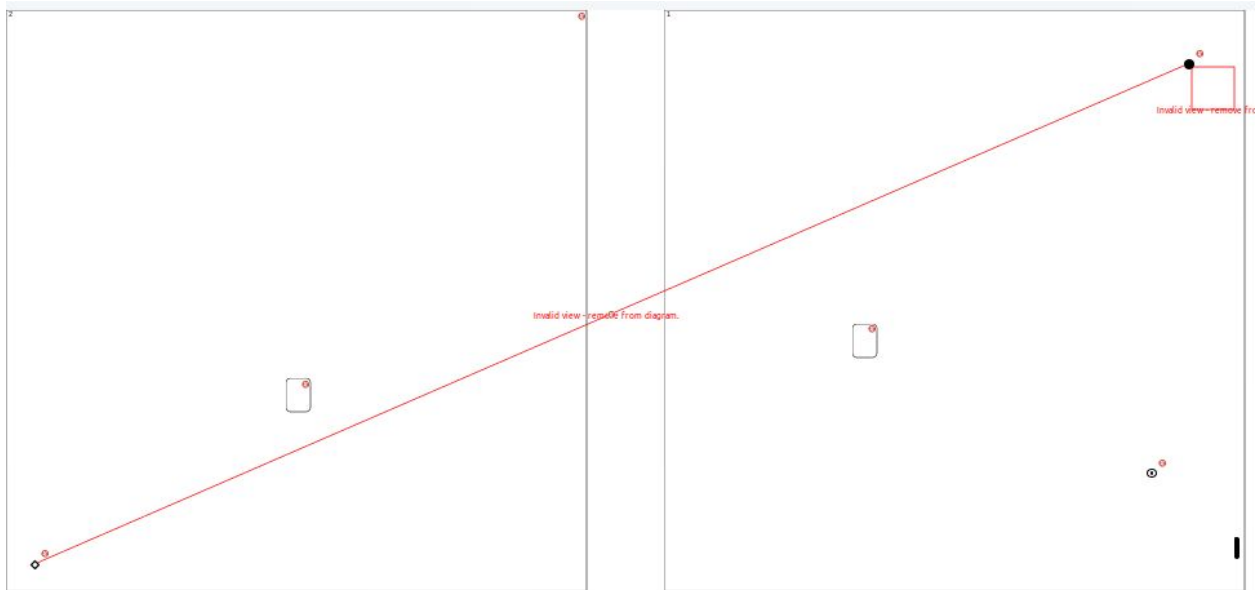 2
1
Invalid view - remove fro
Invalid view - remove from diagram.